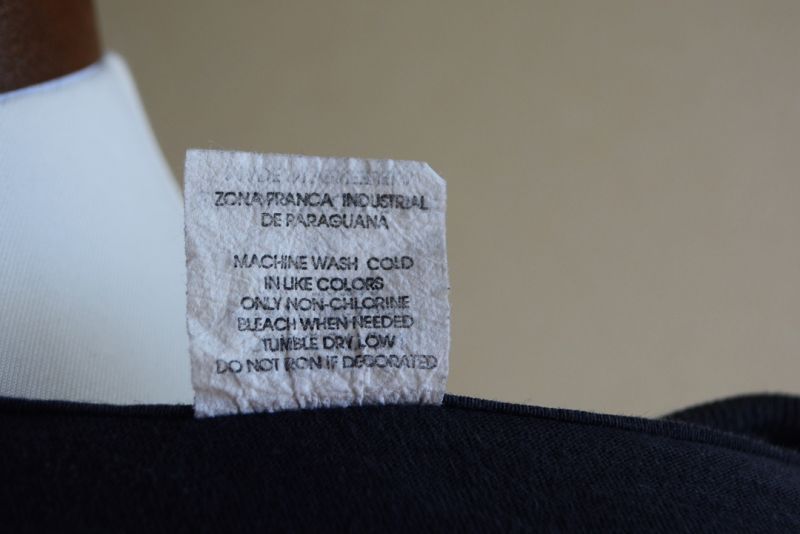 ZONA FRANCA INDUSTRIAL
DE PARAGUANA
MACHINE WASH COLD
IN LIKE COLORS
ONLY NON-CHLORINE
BLEACH WHEN NEEDED
TUMBLE DRY LOW
DO NOT IRON IF DECORATED